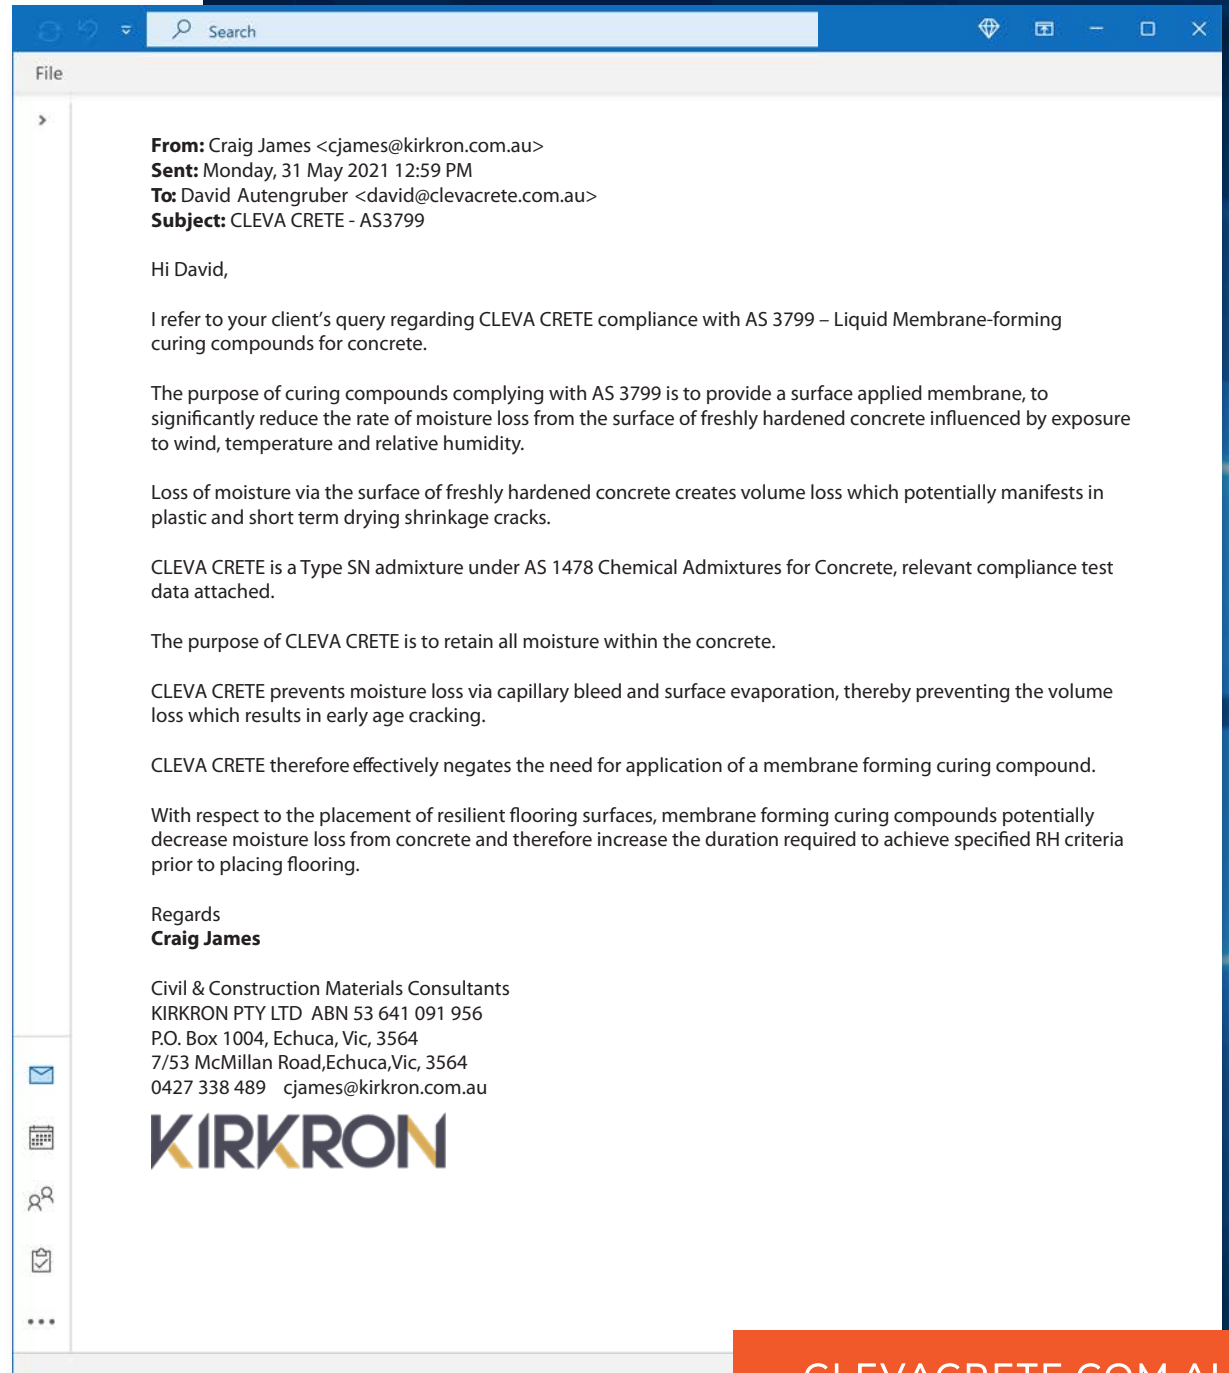 Search
File
From: Craig James <cjames@kirkron.com.au>
Sent: Monday, 31 May 2021 12:59 PM
To: David Autengruber <david@clevacrete.com.au>
Subject: CLEVA CRETE - AS3799
Hi David,
I refer to your client's query regarding CLEVA CRETE compliance with AS 3799 – Liquid Membrane-forming
curing compounds for concrete.
The purpose of curing compounds complying with AS 3799 is to provide a surface applied membrane, to
significantly reduce the rate of moisture loss from the surface of freshly hardened concrete influenced by exposure
to wind, temperature and relative humidity.
Loss of moisture via the surface of freshly hardened concrete creates volume loss which potentially manifests in
plastic and short term drying shrinkage cracks.
CLEVA CRETE is a Type SN admixture under AS 1478 Chemical Admixtures for Concrete, relevant compliance test
data attached.
The purpose of CLEVA CRETE is to retain all moisture within the concrete.
CLEVA CRETE prevents moisture loss via capillary bleed and surface evaporation, thereby preventing the volume
loss which results in early age cracking.
CLEVA CRETE therefore effectively negates the need for application of a membrane forming curing compound.
With respect to the placement of resilient flooring surfaces, membrane forming curing compounds potentially
decrease moisture loss from concrete and therefore increase the duration required to achieve specified RH criteria
prior to placing flooring.
Regards
Craig James
Civil & Construction Materials Consultants
KIRKRON PTY LTD ABN 53 641 091 956
P.O. Box 1004, Echuca, Vic, 3564
7/53 McMillan Road,Echuca,Vic, 3564
0427 338 489 cjames@kirkron.com.au
KIRKRON
CLEVACRETE.COM.AU